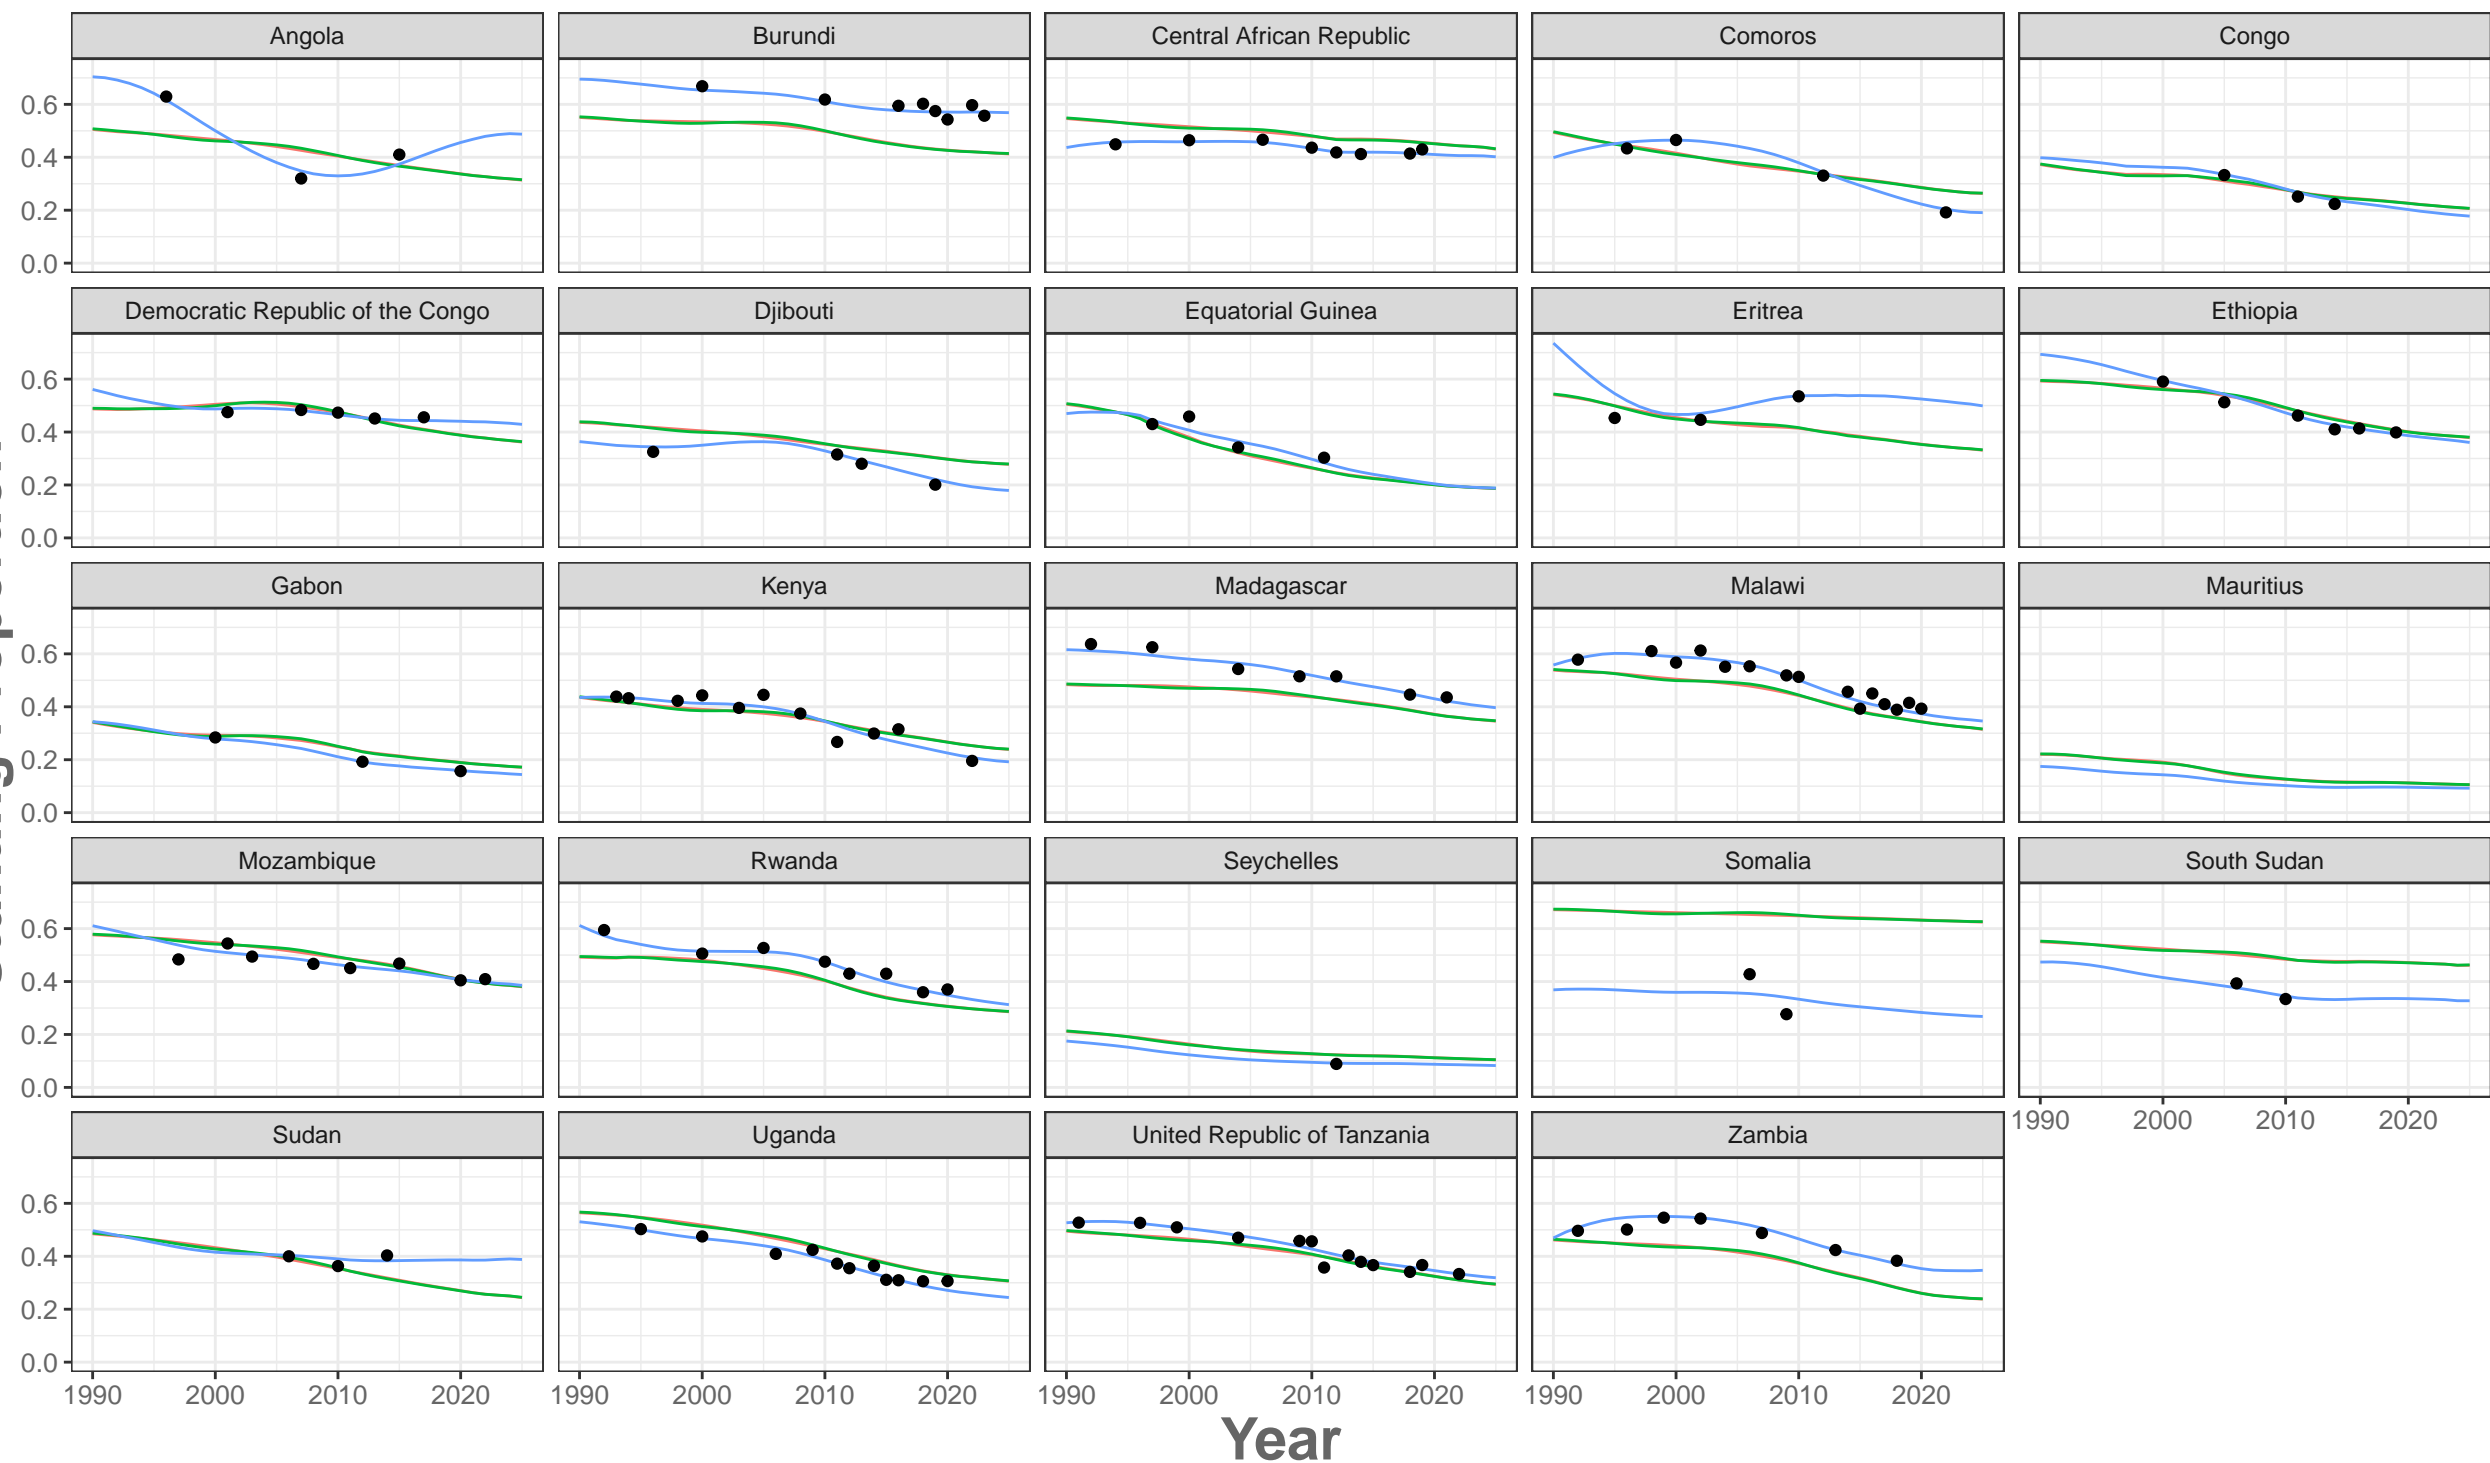 Angola Burundi Central African Republic Comoros Congo
0.6
0.4
0.2
0.0
Democratic Republic of the Congo Djibouti Equatorial Guinea Eritrea Ethiopia
0.6
0.4
0.2
0.0
Gabon Kenya Madagascar Malawi Mauritius
0.6
0.4
0.2
0.0
Mozambique Rwanda Seychelles Somalia South Sudan
0.6
0.4
0.2
0.0
1990 2000 2010 2020
Sudan Uganda United Republic of Tanzania Zambia
0.6
0.4
0.2
0.0
1990 2000 2010 2020 1990 2000 2010 2020 1990 2000 2010 2020 1990 2000 2010 2020
Year